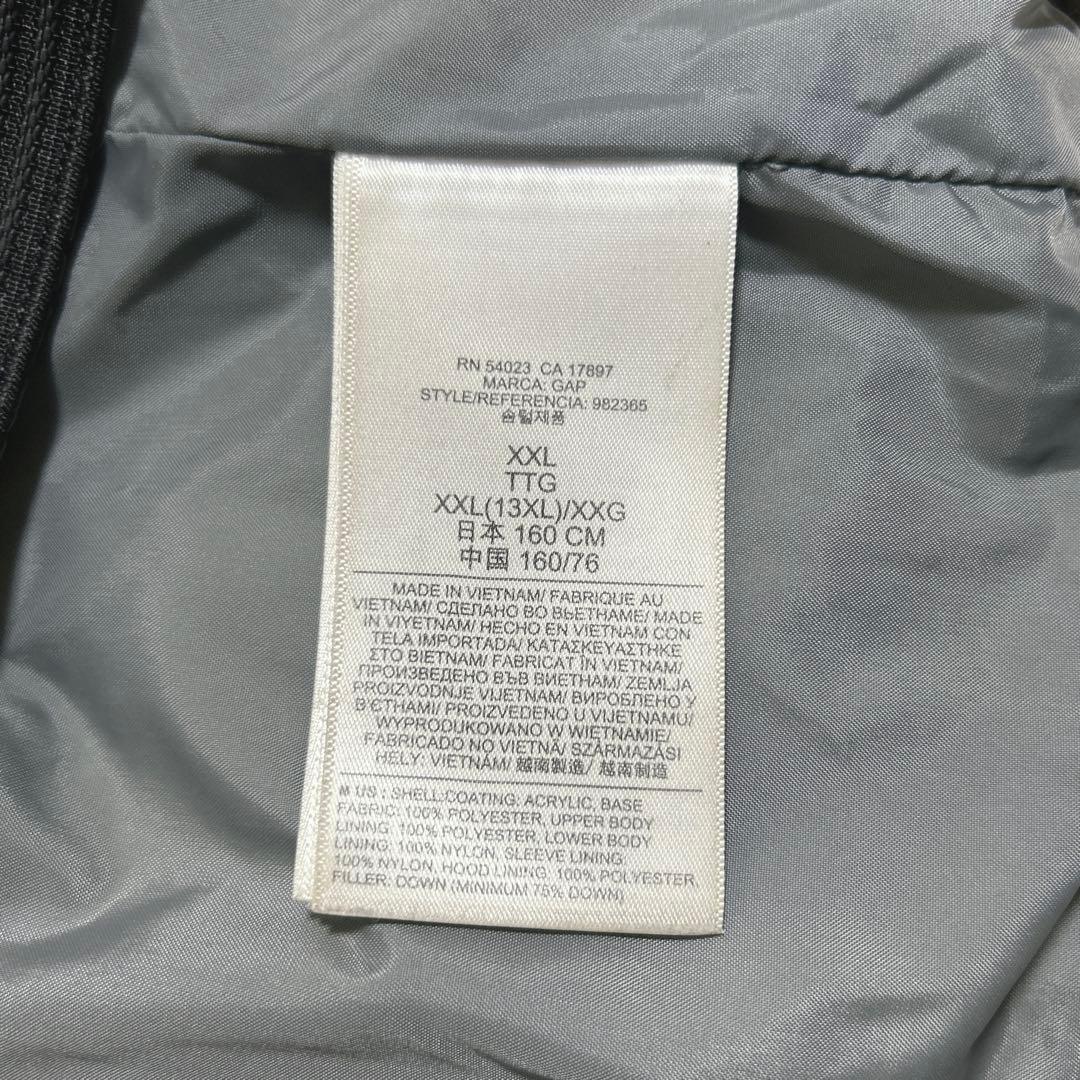 RN 54023 CA 17897
MARCA: GAP
STYLE/REFERENCIA: 982365
솜털제품
XXL
TTG
XXL(13XL)/XXG
日本 160 CM
中国 160/76
MADE IN VIETNAM/ FABRIQUE AU
VIETNAM/ СДЕЛАНО ВО ВЬЕТНАМЕ/ MADE
IN VIYETNAM/ HECHO EN VIETNAM CON
TELA IMPORTADA/ ΚΑΤΑΣΚΕΥΑΣΤΗΚΕ
ΣΤΟ ΒΙΕΤΝΑΜ/ FABRICAT ÎN VIETNAM/
ПРОИЗВЕДЕНО ВЪВ ВИЕТНАМ/ ZEMLJA
PROIZVODNJE VIJETNAM/ ВИРОБЛЕНО У
В'ЄТНАМІ/ PROIZVEDENO U VIJETNAMU/
WYPRODUKOWANO W WIETNAMIE/
FABRICADO NO VIETNÃ/ SZÁRMAZÁSI
HELY: VIETNÁM/ 越南製造/ 越南制造
US : SHELL:COATING: ACRYLIC, BASE
FABRIC: 100% POLYESTER, UPPER BODY
LINING: 100% POLYESTER, LOWER BODY
LINING: 100% NYLON, SLEEVE LINING:
100% NYLON, HOOD LINING: 100% POLYESTER,
FILLER: DOWN (MINIMUM 75% DOWN)